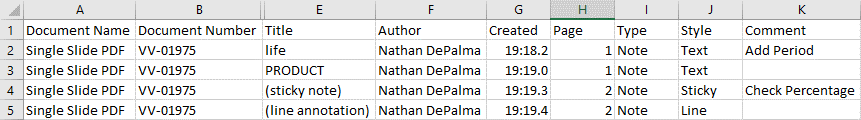 A B E F G H I J K
1 Document Name Document Number Title Author Created Page Type Style Comment
2 Single Slide PDF VV-01975 life Nathan DePalma 19:18.2 1 Note Text Add Period
3 Single Slide PDF VV-01975 PRODUCT Nathan DePalma 19:19.0 1 Note Text
4 Single Slide PDF VV-01975 (sticky note) Nathan DePalma 19:19.3 2 Note Sticky Check Percentage
5 Single Slide PDF VV-01975 (line annotation) Nathan DePalma 19:19.4 2 Note Line